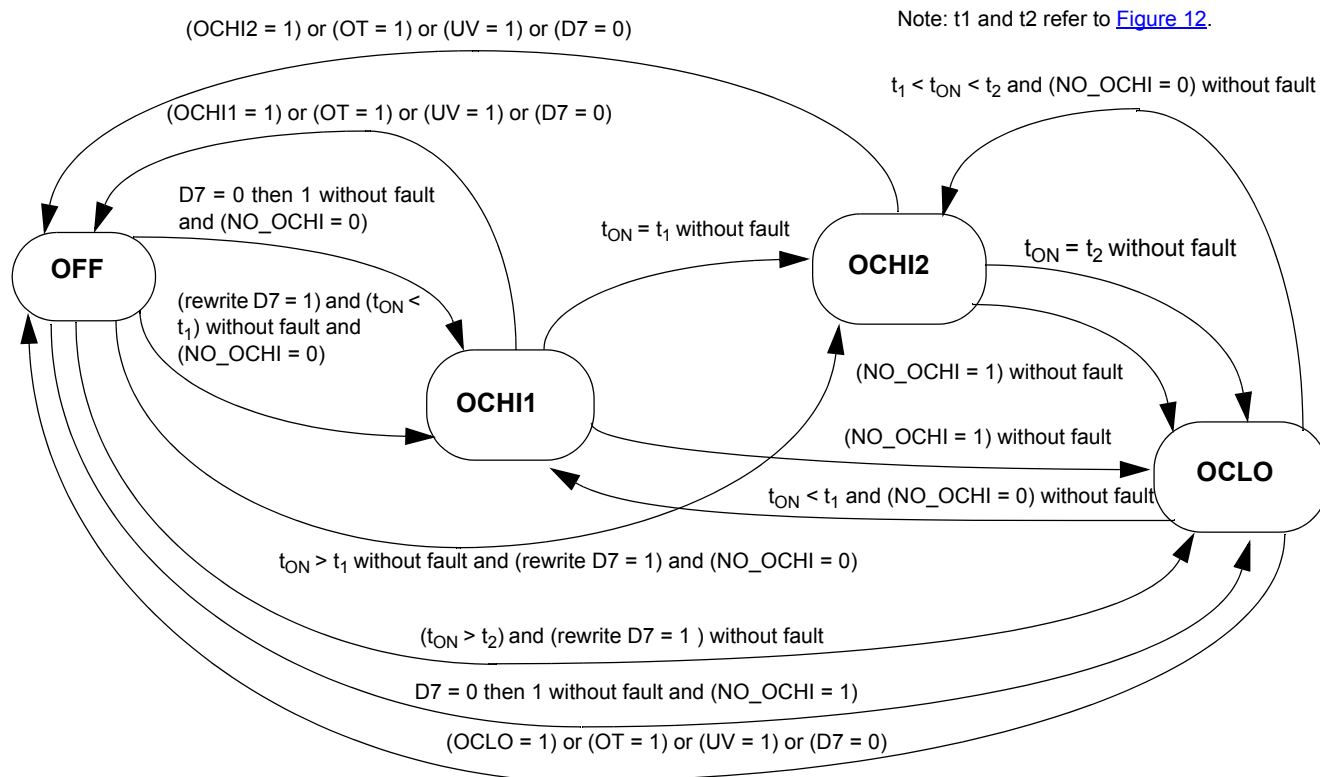 Note: t1 and t2 refer to Figure 12.
(OCHI2 = 1) or (OT = 1) or (UV = 1) or (D7 = 0)
t1 < tON < t2 and (NO_OCHI = 0) without fault
(OCHI1 = 1) or (OT = 1) or (UV = 1) or (D7 = 0)
D7 = 0 then 1 without fault
and (NO_OCHI = 0)
tON = t1 without fault
OFF
OCHI2
tON = t2 without fault
(rewrite D7 = 1) and (tON <
t1) without fault and
(NO_OCHI = 0)
(NO_OCHI = 1) without fault
OCHI1
(NO_OCHI = 1) without fault
OCLO
tON < t1 and (NO_OCHI = 0) without fault
tON > t1 without fault and (rewrite D7 = 1) and (NO_OCHI = 0)
(tON > t2) and (rewrite D7 = 1 ) without fault
D7 = 0 then 1 without fault and (NO_OCHI = 1)
(OCLO = 1) or (OT = 1) or (UV = 1) or (D7 = 0)